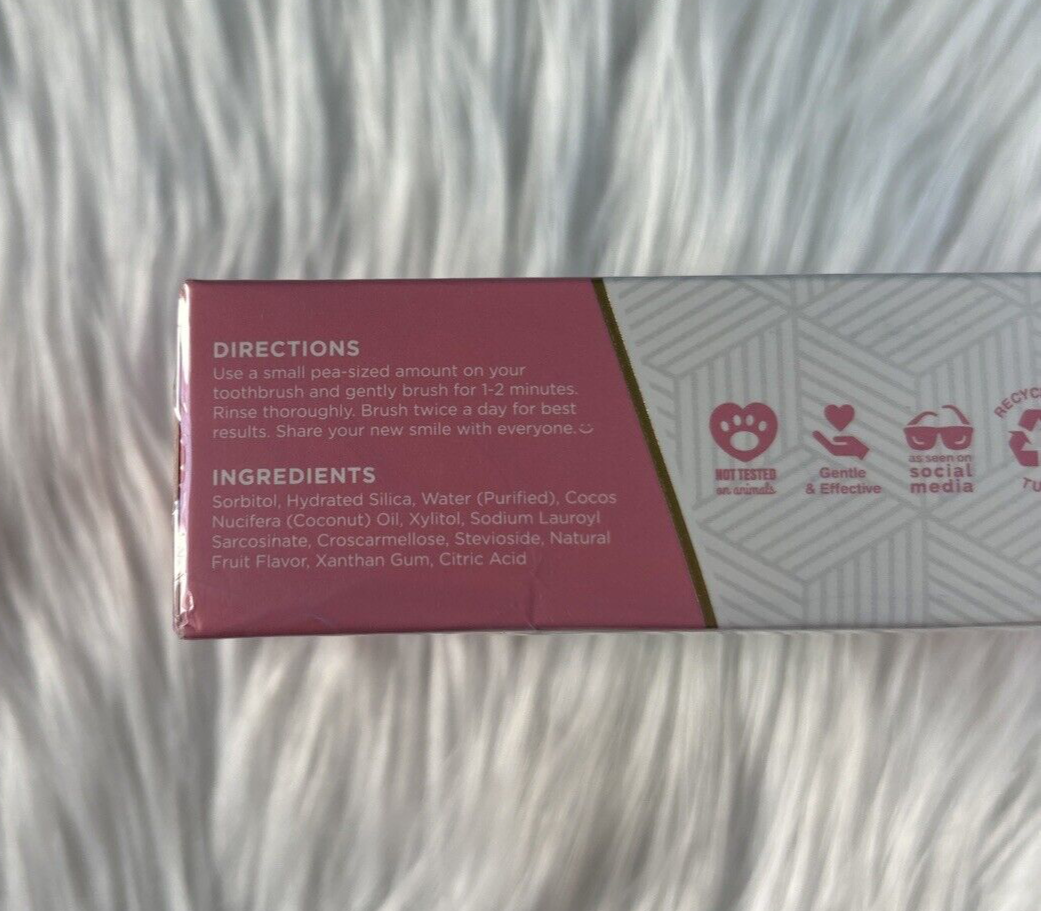 DIRECTIONS
Use a small pea-sized amount on your
toothbrush and gently brush for 1-2 minutes.
Rinse thoroughly. Brush twice a day for best
results. Share your new smile with everyone.
INGREDIENTS
Sorbitol, Hydrated Silica, Water (Purified), Cocos
Nucifera (Coconut) Oil, Xylitol, Sodium Lauroyl
Sarcosinate, Croscarmellose, Stevioside, Natural
Fruit Flavor, Xanthan Gum, Citric Acid
NOT TESTED
on animals
Gentle
& Effective
as seen on
social
media